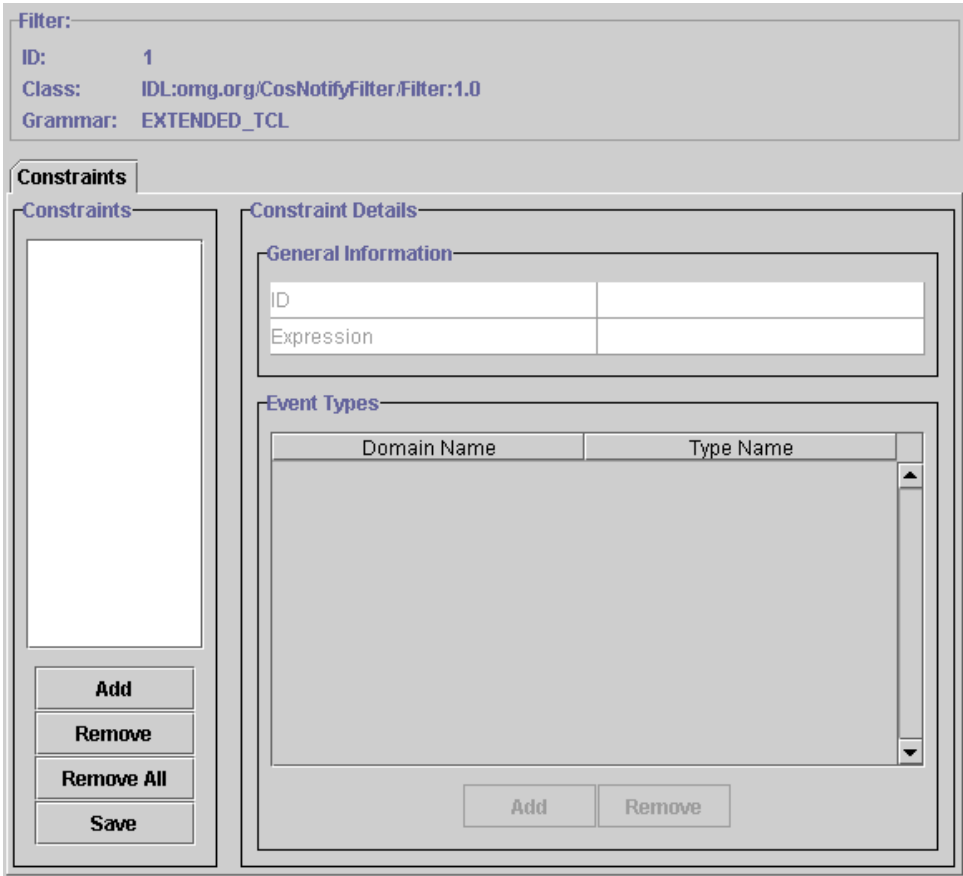 Filter:
ID: 1
Class: IDL:omg.org/CosNotifyFilter/Filter:1.0
Grammar: EXTENDED_TCL
Constraints
Constraints
Add
Remove
Remove All
Save
Constraint Details
General Information
ID
Expression
Event Types
Domain Name Type Name
Add Remove